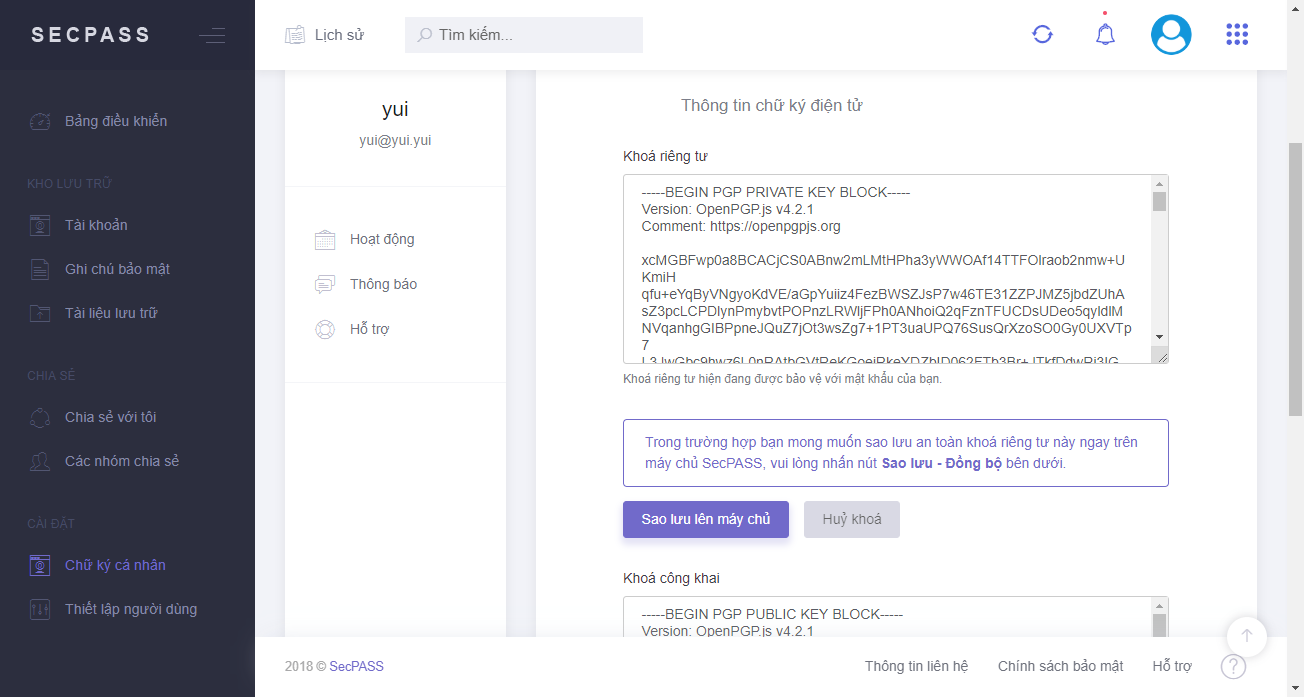 SECPASS
Lịch sử
Tìm kiếm...
Bảng điều khiển
KHO LƯU TRỮ
Tài khoản
Ghi chú bảo mật
Tài liệu lưu trữ
CHIA SẺ
Chia sẻ với tôi
Các nhóm chia sẻ
CÀI ĐẶT
Chữ ký cá nhân
Thiết lập người dùng
yui
yui@yui.yui
Hoạt động
Thông báo
Hỗ trợ
Thông tin chữ ký điện tử
Khoá riêng tư
-----BEGIN PGP PRIVATE KEY BLOCK-----
Version: OpenPGP.js v4.2.1
Comment: https://openpgpjs.org
xcMGBFwp0a8BCACjCS0ABnw2mLMtHPha3yWWOAf14TTFOlraob2nmw+U
KmiH
qfu+eYqByVNgyoKdVE/aGpYuiiz4FezBWSZJsP7w46TE31ZZPJMZ5jbdZUhA
Khoá riêng tư hiện đang được bảo vệ với mật khẩu của bạn.
Trong trường hợp bạn mong muốn sao lưu an toàn khoá riêng tư này ngay trên
máy chủ SecPASS, vui lòng nhấn nút Sao lưu - Đồng bộ bên dưới.
Sao lưu lên máy chủ
Huỷ khoá
Khoá công khai
-----BEGIN PGP PUBLIC KEY BLOCK-----
Version: OpenPGP.js v4.2.1
2018 © SecPASS
Thông tin liên hệ
Chính sách bảo mật
Hỗ trợ
?